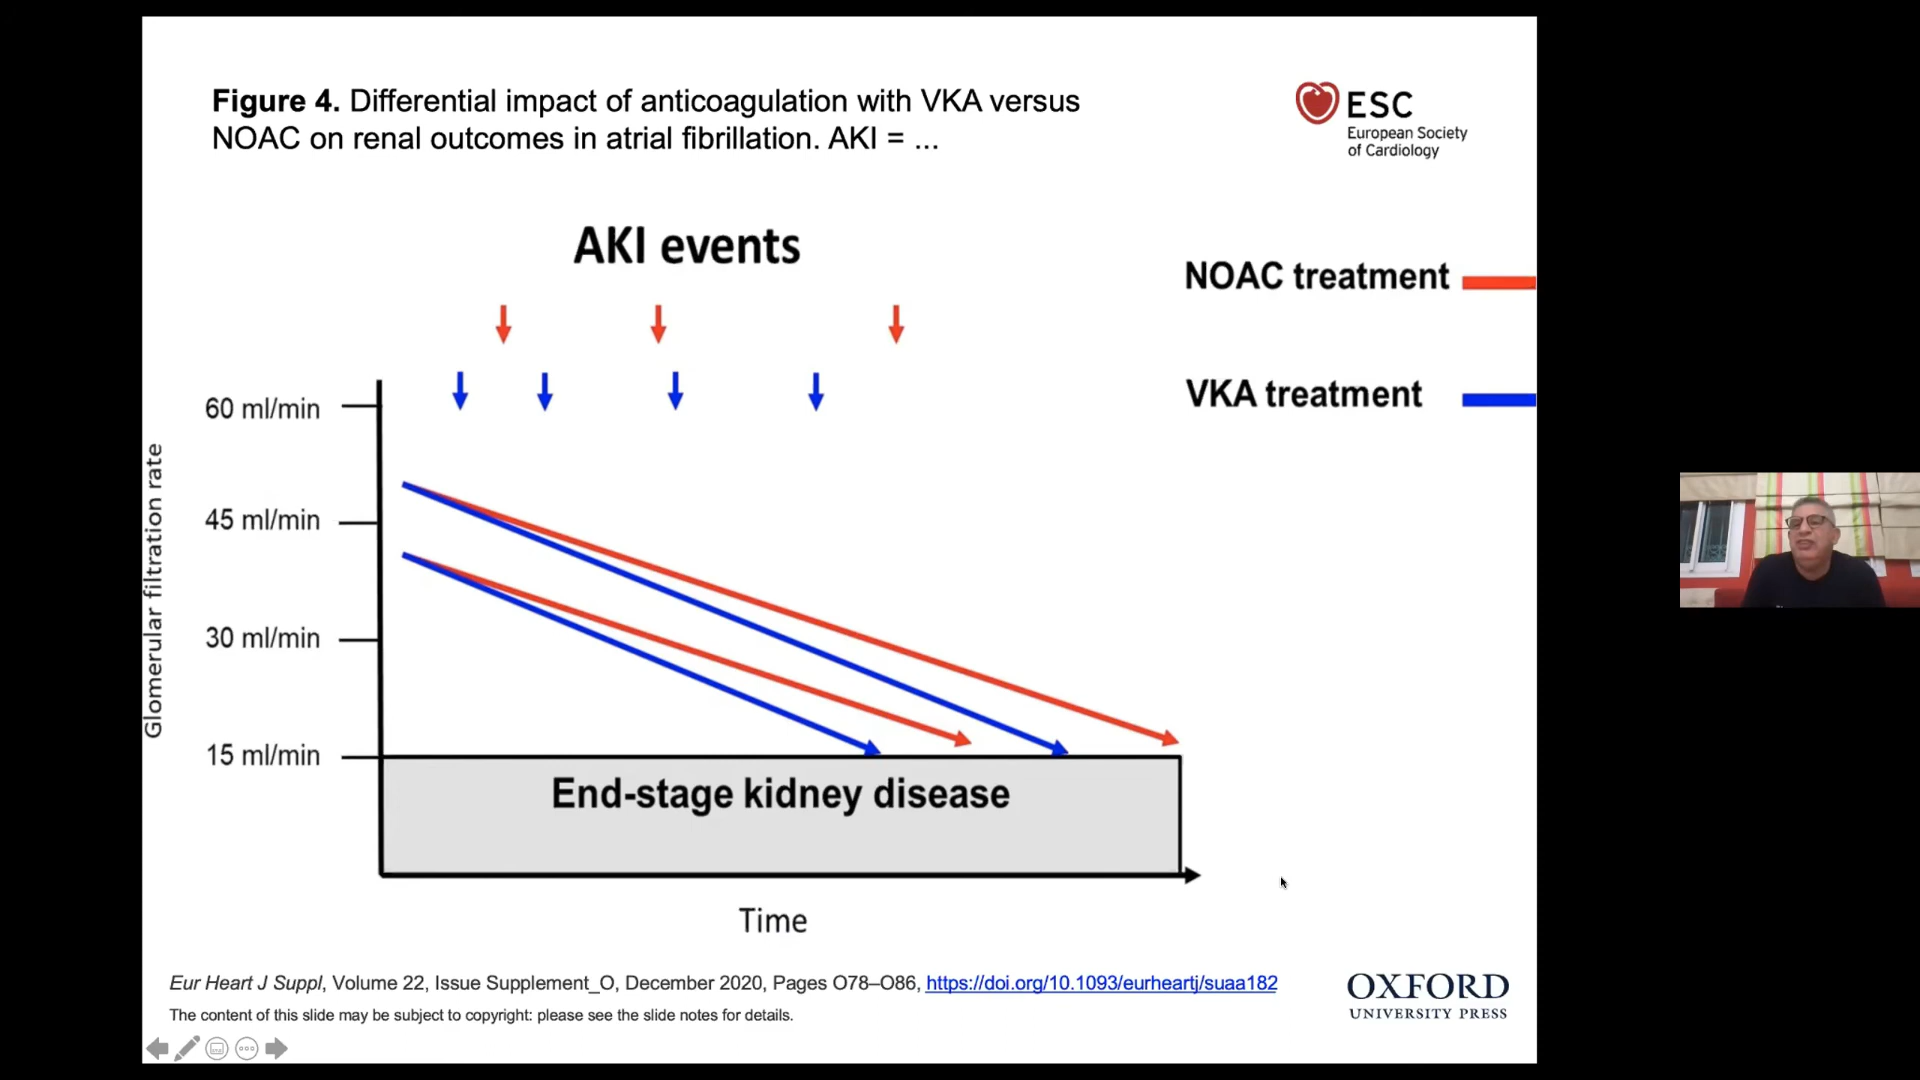 Figure 4. Differential impact of anticoagulation with VKA versus
NOAC on renal outcomes in atrial fibrillation. AKI = ...
ESC
European Society
of Cardiology
AKI events
NOAC treatment
VKA treatment
60 ml/min
45 ml/min
30 ml/min
15 ml/min
Glomerular filtration rate
End-stage kidney disease
Time
Eur Heart J Suppl, Volume 22, Issue Supplement_O, December 2020, Pages O78–O86, https://doi.org/10.1093/eurheartj/suaa182
The content of this slide may be subject to copyright: please see the slide notes for details.
OXFORD
UNIVERSITY PRESS